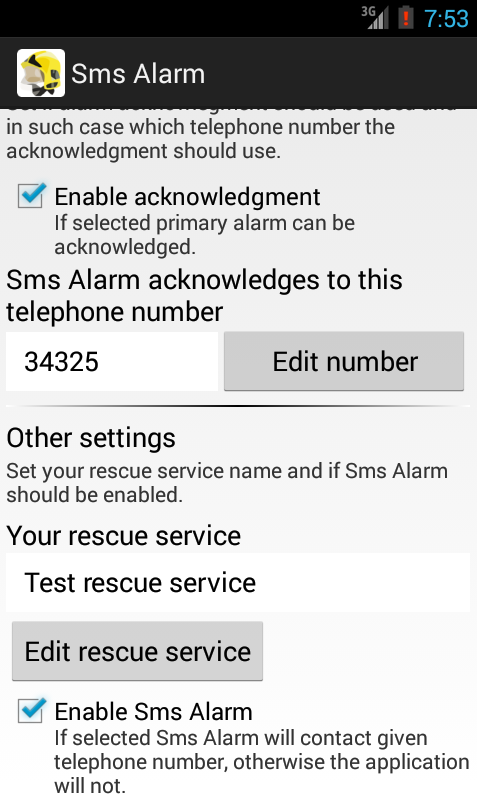 3G
7:53
Sms Alarm
in such case which telephone number the
acknowledgment should use.
Enable acknowledgment
If selected primary alarm can be
acknowledged.
Sms Alarm acknowledges to this
telephone number
34325
Edit number
Other settings
Set your rescue service name and if Sms Alarm
should be enabled.
Your rescue service
Test rescue service
Edit rescue service
Enable Sms Alarm
If selected Sms Alarm will contact given
telephone number, otherwise the application
will not.